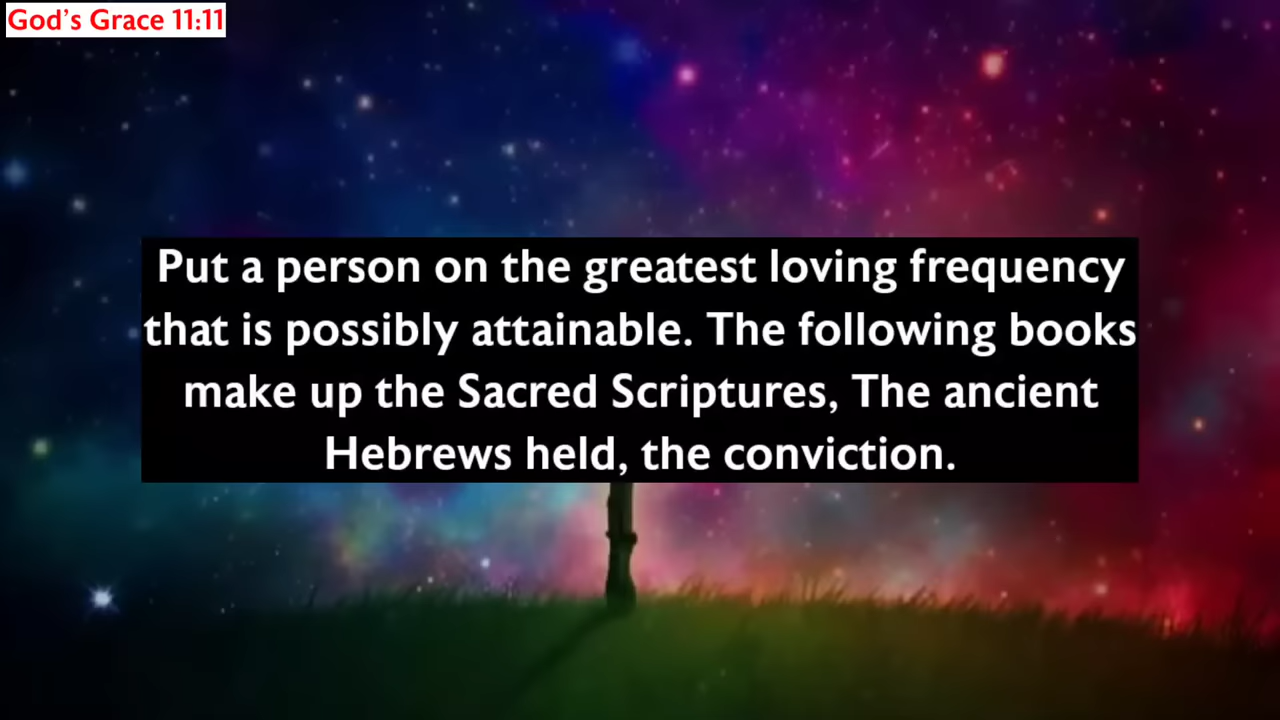 God’s Grace 11:11
Put a person on the greatest loving frequency
that is possibly attainable. The following books
make up the Sacred Scriptures, The ancient
Hebrews held, the conviction.